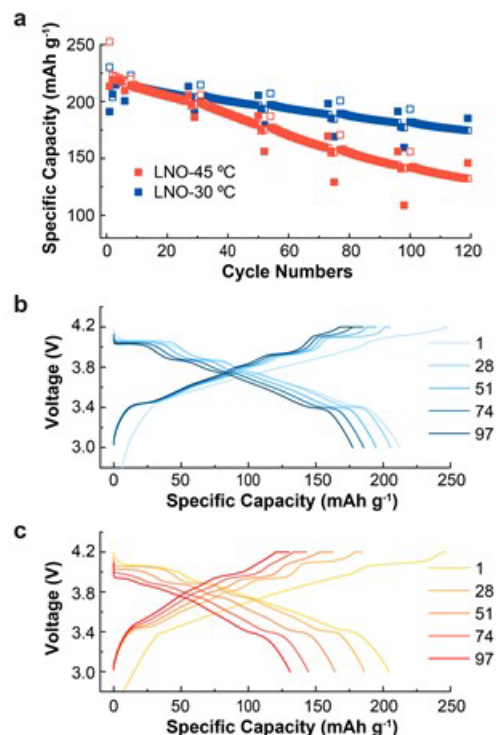 a
Specific Capacity (mAh g⁻¹)
250
200
150
100
LNO-45 ºC
LNO-30 ºC
0 20 40 60 80 100 120
Cycle Numbers
b
Voltage (V)
4.2
3.8
3.4
3.0
1
28
51
74
97
0 50 100 150 200 250
Specific Capacity (mAh g⁻¹)
c
Voltage (V)
4.2
3.8
3.4
3.0
1
28
51
74
97
0 50 100 150 200 250
Specific Capacity (mAh g⁻¹)